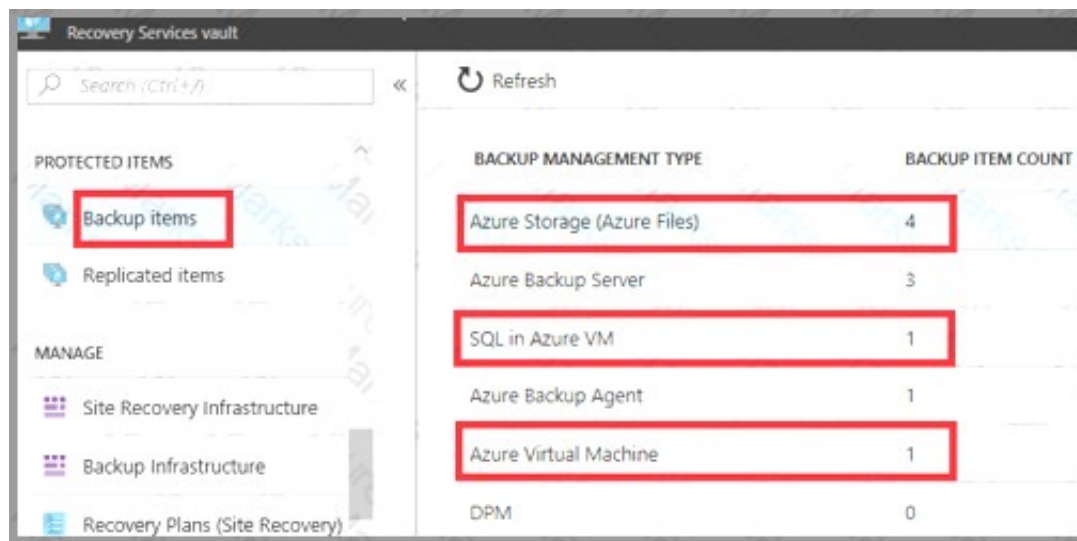 Recovery Services vault
Search (Ctrl+/)
«
Refresh
PROTECTED ITEMS
Backup items
Replicated items
MANAGE
Site Recovery Infrastructure
Backup Infrastructure
Recovery Plans (Site Recovery)
BACKUP MANAGEMENT TYPE BACKUP ITEM COUNT
Azure Storage (Azure Files) 4
Azure Backup Server 3
SQL in Azure VM 1
Azure Backup Agent 1
Azure Virtual Machine 1
DPM 0